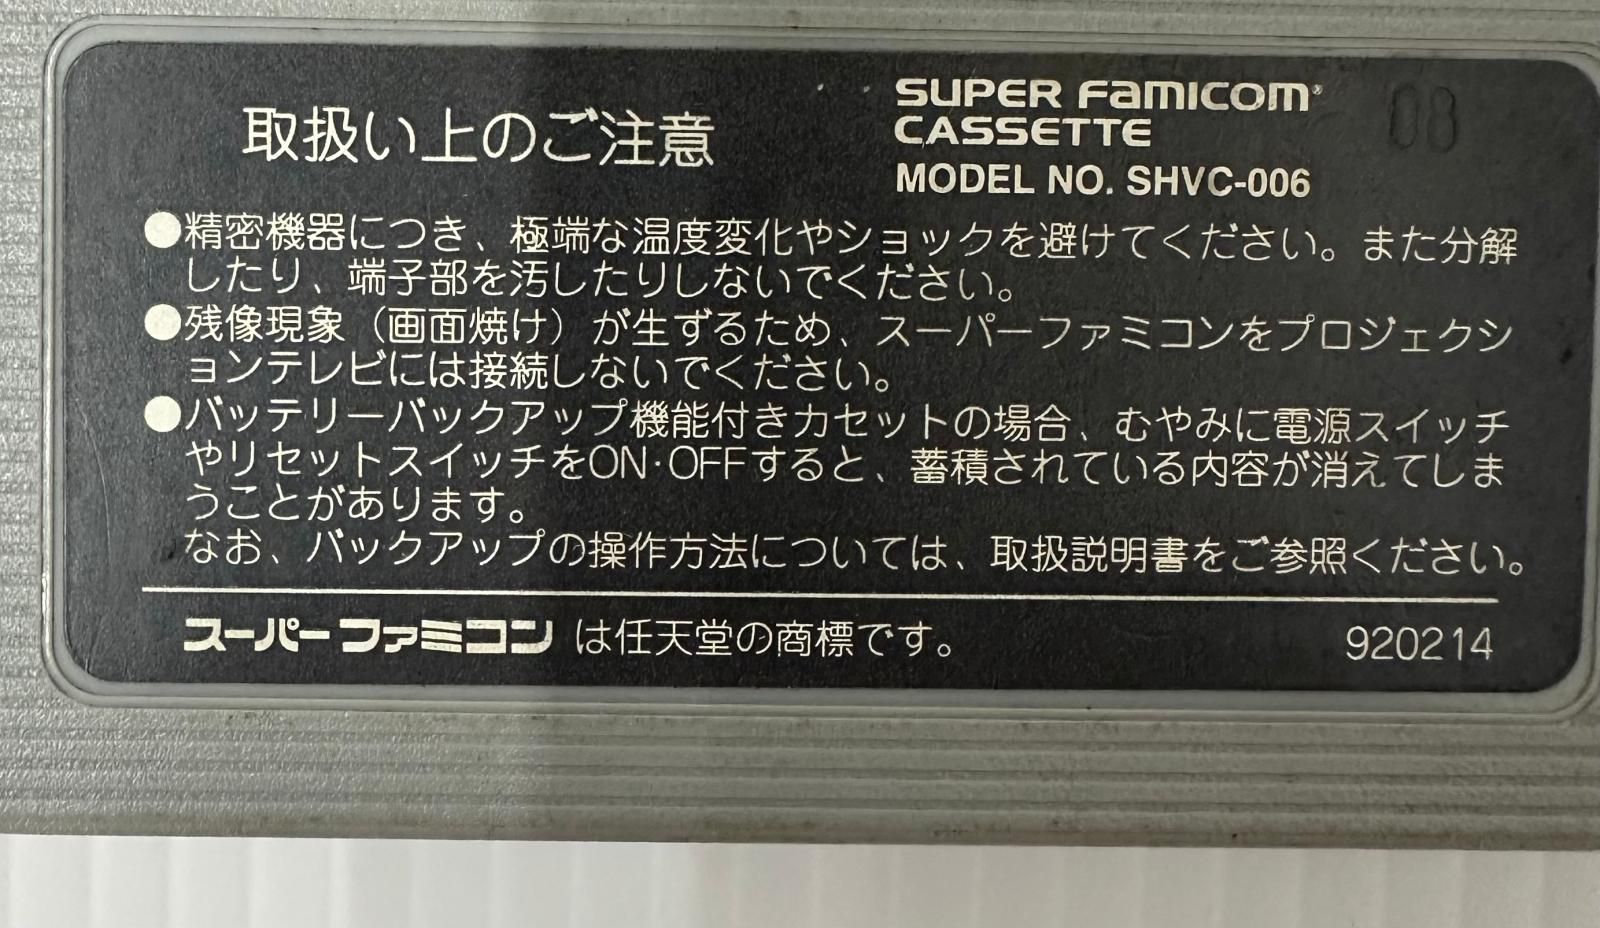 取扱い上のご注意
SUPER FAMICOM®
CASSETTE
MODEL NO. SHVC-006
08
●精密機器につき、極端な温度変化やショックを避けてください。また分解
したり、端子部を汚したりしないでください。
●残像現象（画面焼け）が生ずるため、スーパーファミコンをプロジェクシ
ョンテレビには接続しないでください。
●バッテリーバックアップ機能付きカセットの場合、むやみに電源スイッチ
やリセットスイッチをON・OFFすると、蓄積されている内容が消えてしま
うことがあります。
なお、バックアップの操作方法については、取扱説明書をご参照ください。
スーパーファミコン は任天堂の商標です。
920214